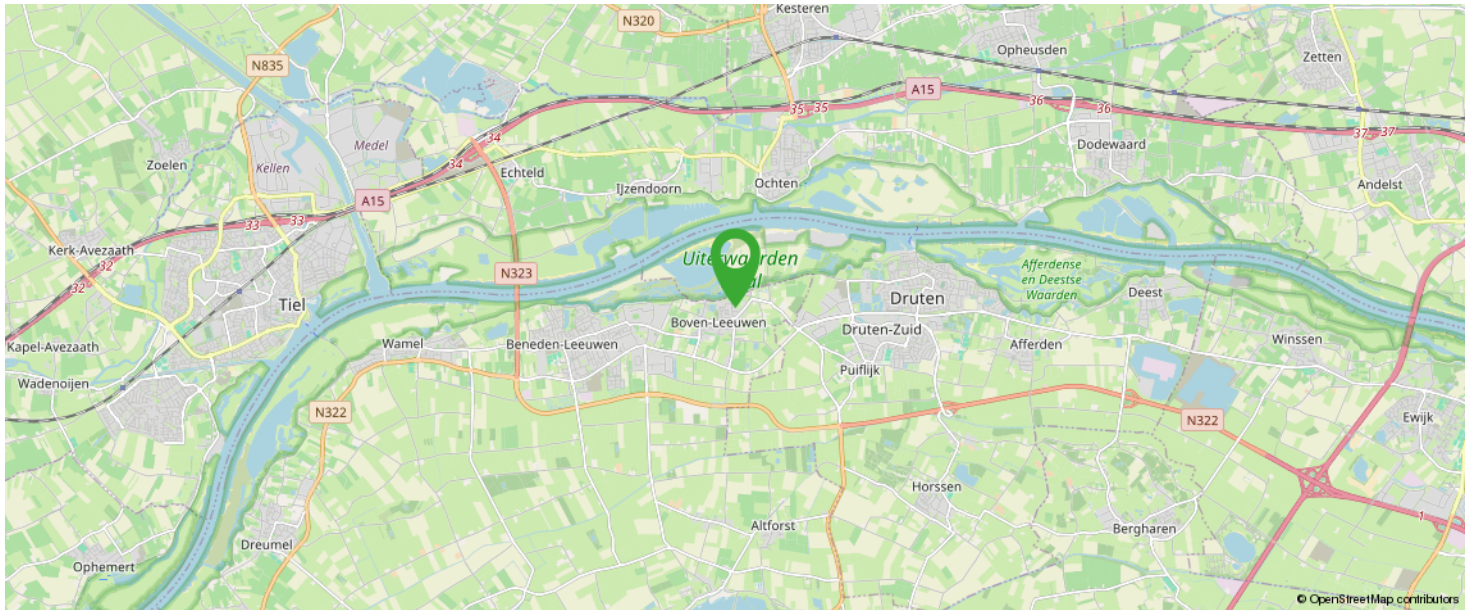 Kesteren
N320
Opheusden
Zetten
N835
A15
35
35
36
36
Medel
34
37
37
Zoelen
Kellen
34
Echteld
Dodewaard
IJzendoorn
Ochten
Andelst
A15
33
33
Kerk-Avezaath
32
Uiterwaarden
N323
Afferdense
en Deestse
Waarden
32
Tiel
Druten
Deest
Boven-Leeuwen
Druten-Zuid
Kapel-Avezaath
Wamel
Beneden-Leeuwen
Afferden
Winssen
Wadenoijen
Puiflijk
N322
N322
Ewijk
Horssen
1
Altforst
Bergharen
Dreumel
Ophemert
© OpenStreetMap contributors